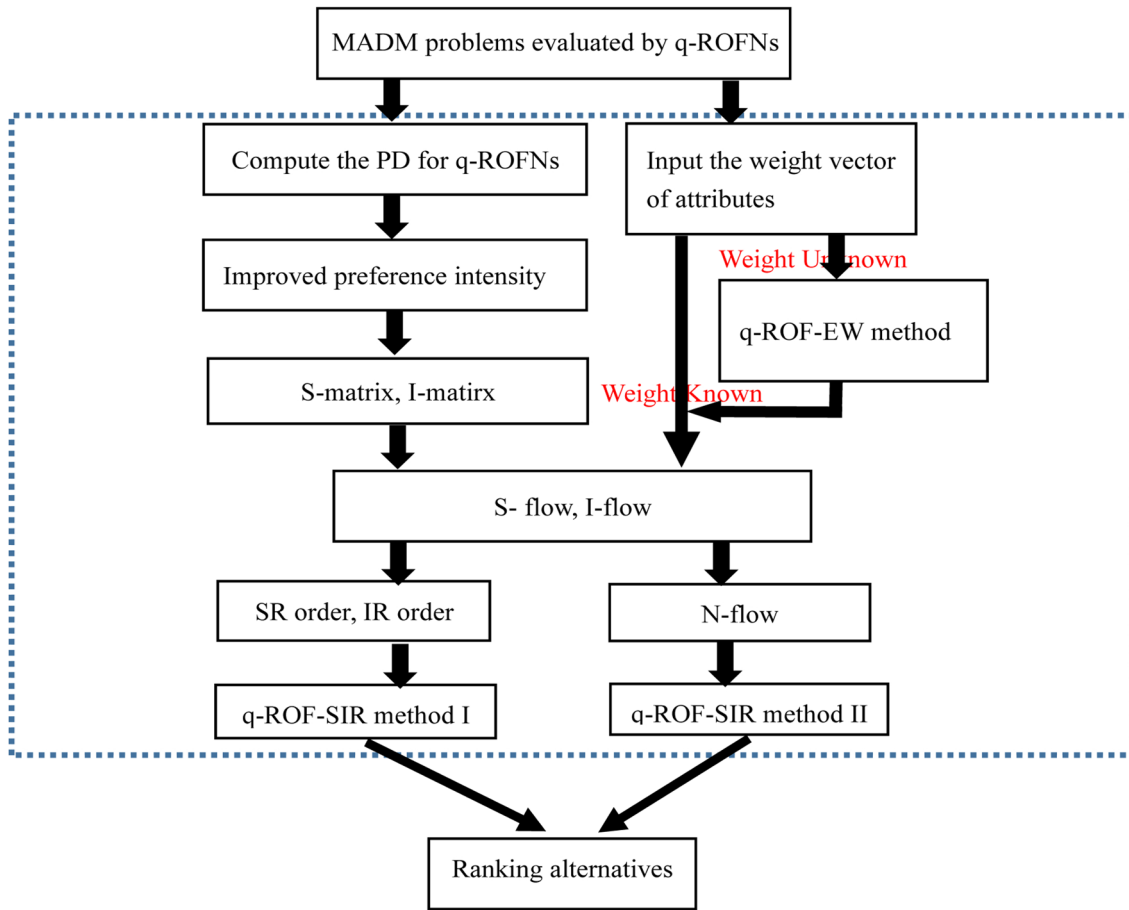 MADM problems evaluated by q-ROFNs
Compute the PD for q-ROFNs
Input the weight vector
of attributes
Improved preference intensity
Weight Unknown
q-ROF-EW method
S-matrix, I-matirx
Weight Known
S- flow, I-flow
SR order, IR order
N-flow
q-ROF-SIR method I
q-ROF-SIR method II
Ranking alternatives